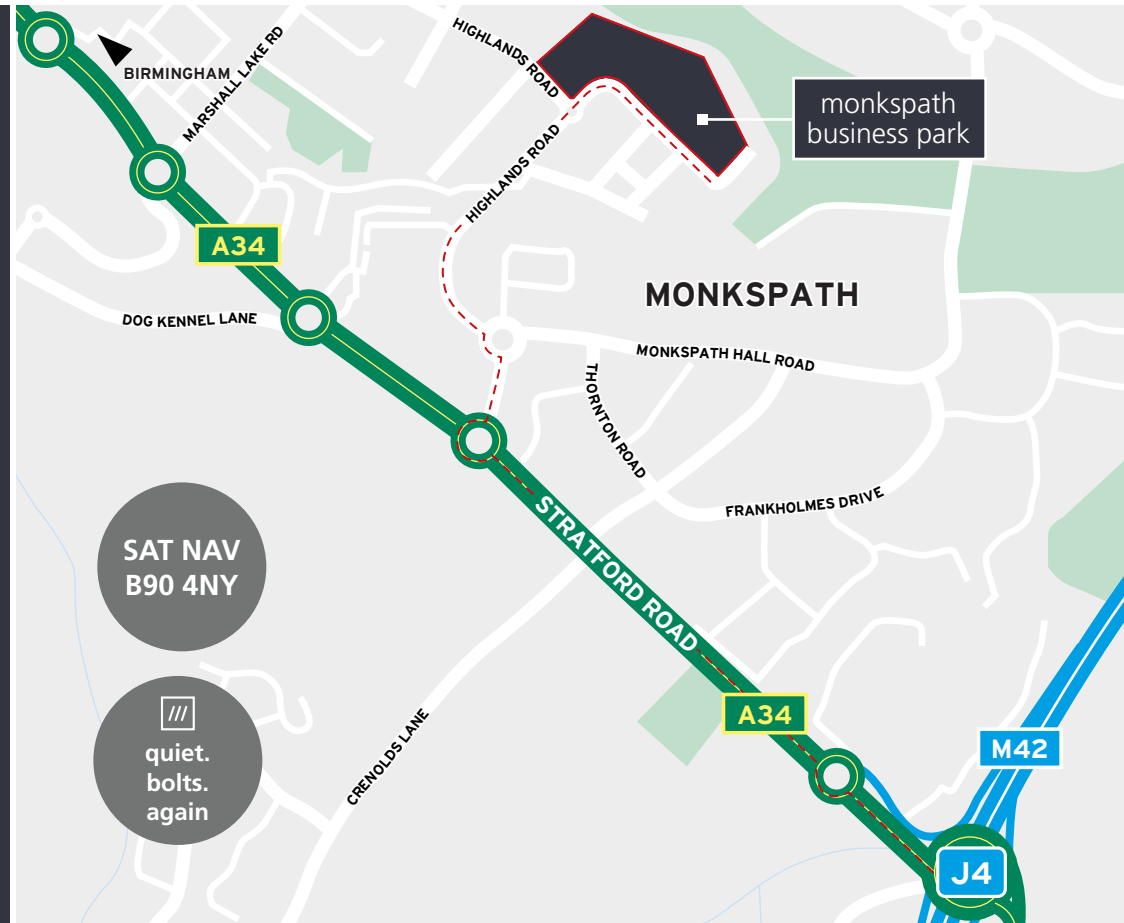 HIGHLANDS ROAD
BIRMINGHAM
MARSHALL LAKE RD
monkspath
business park
HIGHLANDS ROAD
A34
MONKSPATH
DOG KENNEL LANE
MONKSPATH HALL ROAD
THORNTON ROAD
FRANKHOLMES DRIVE
STRATFORD ROAD
SAT NAV
B90 4NY
A34
M42
///
quiet.
bolts.
again
CRENOLDS LANE
J4